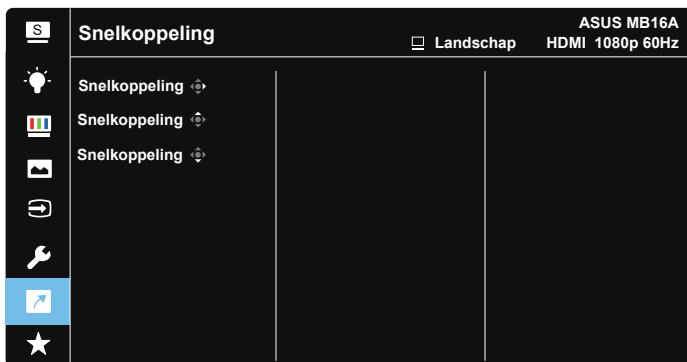 S
Snelkoppeling
Landschap
ASUS MB16A
HDMI 1080p 60Hz
Snelkoppeling
Snelkoppeling
Snelkoppeling